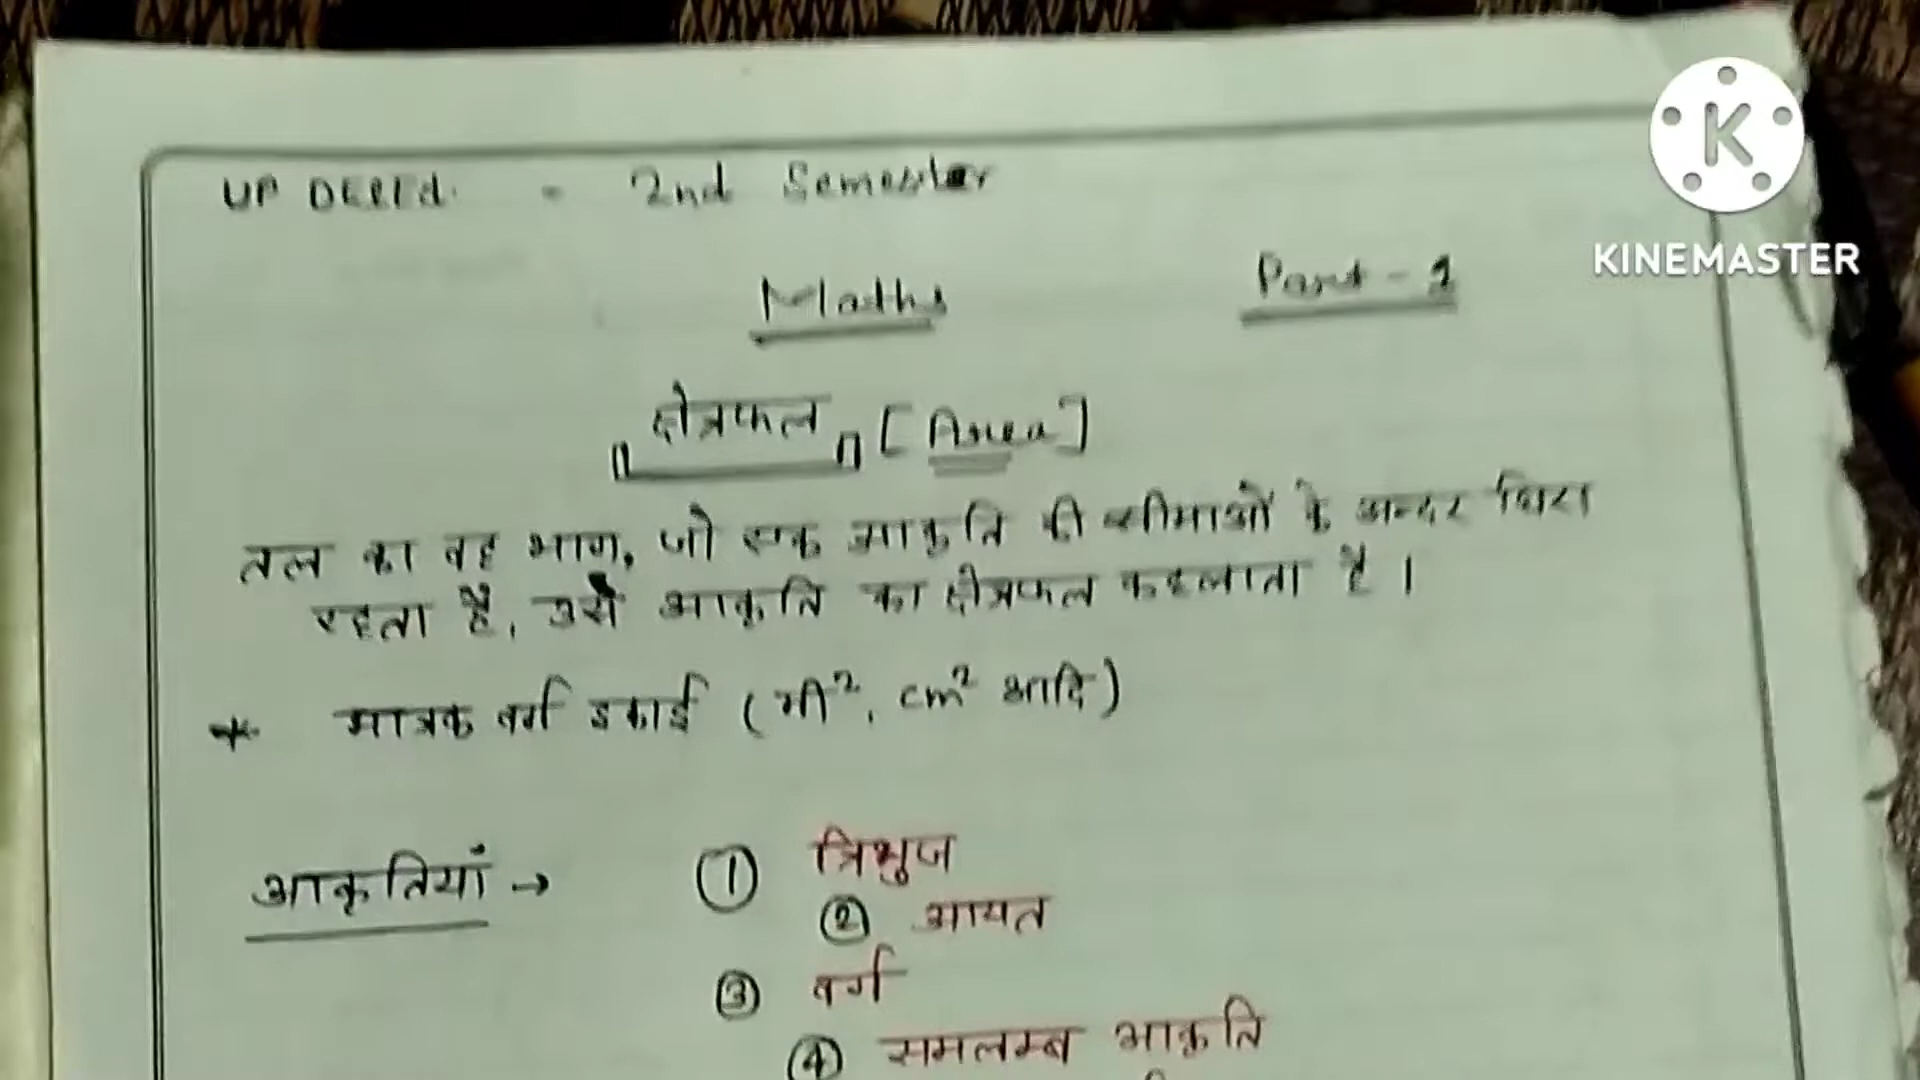 UP DELEd. - 2nd Semester
KINEMASTER
Maths Part - 1
क्षेत्रफल [Area]
तल का वह भाग, जो एक आकृति की सीमाओं के अन्दर घिरा
रहता है, उसे आकृति का क्षेत्रफल कहलाता है ।
* मात्रक वर्ग इकाई (मी², cm² आदि)
आकृतियां → ① त्रिभुज
② आयत
③ वर्ग
④ समलम्ब आकृति